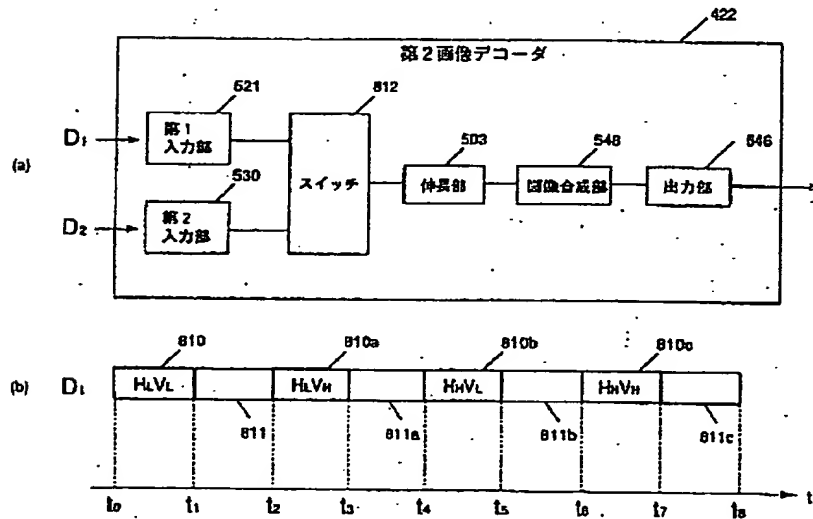 422
第2画像デコーダ
521
812
D₁
第1
入力部
503
548
546
(a)
530
スイッチ
伸長部
画像合成部
出力部
D₂
第2
入力部
810
810a
810b
810c
(b)
D₁
HLVL
HLVH
HHVL
HHVH
811
811a
811b
811c
t
t₀
t₁
t₂
t₃
t₄
t₅
t₆
t₇
t₈